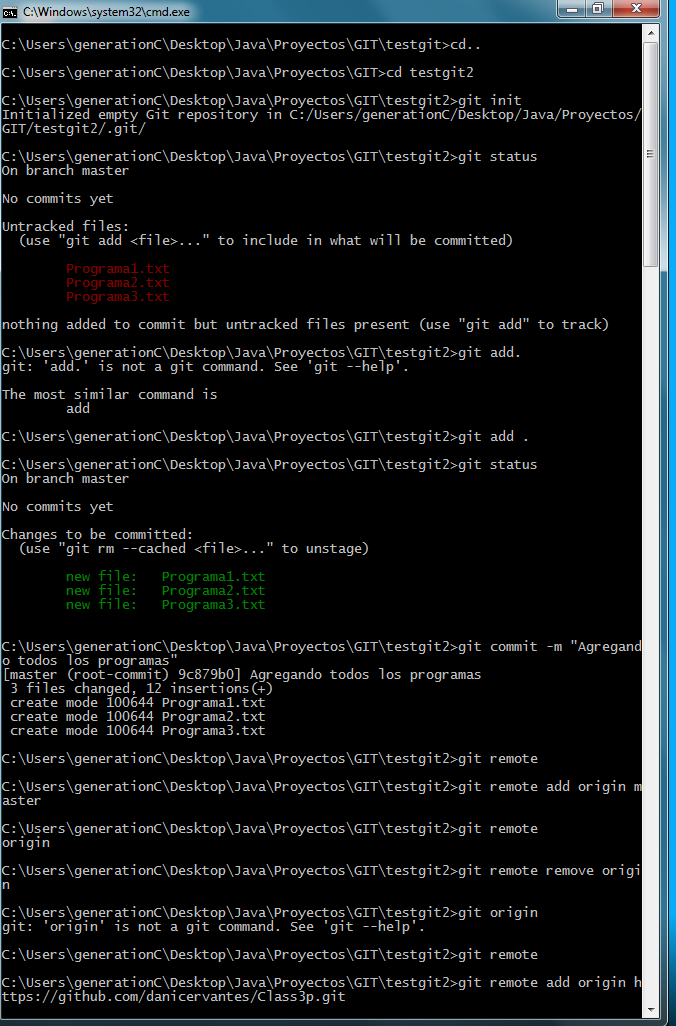 C:\Windows\system32\cmd.exe
C:\Users\generationC\Desktop\Java\Proyectos\GIT\testgit>cd..
C:\Users\generationC\Desktop\Java\Proyectos\GIT>cd testgit2
C:\Users\generationC\Desktop\Java\Proyectos\GIT\testgit2>git init
Initialized empty Git repository in C:/Users/generationC/Desktop/Java/Proyectos/
GIT/testgit2/.git/
C:\Users\generationC\Desktop\Java\Proyectos\GIT\testgit2>git status
On branch master
No commits yet
Untracked files:
  (use "git add <file>..." to include in what will be committed)
        Programa1.txt
        Programa2.txt
        Programa3.txt
nothing added to commit but untracked files present (use "git add" to track)
C:\Users\generationC\Desktop\Java\Proyectos\GIT\testgit2>git add.
git: 'add.' is not a git command. See 'git --help'.
The most similar command is
        add
C:\Users\generationC\Desktop\Java\Proyectos\GIT\testgit2>git add .
C:\Users\generationC\Desktop\Java\Proyectos\GIT\testgit2>git status
On branch master
No commits yet
Changes to be committed:
  (use "git rm --cached <file>..." to unstage)
        new file:   Programa1.txt
        new file:   Programa2.txt
        new file:   Programa3.txt
C:\Users\generationC\Desktop\Java\Proyectos\GIT\testgit2>git commit -m "Agregand
o todos los programas"
[master (root-commit) 9c879b0] Agregando todos los programas
 3 files changed, 12 insertions(+)
 create mode 100644 Programa1.txt
 create mode 100644 Programa2.txt
 create mode 100644 Programa3.txt
C:\Users\generationC\Desktop\Java\Proyectos\GIT\testgit2>git remote
C:\Users\generationC\Desktop\Java\Proyectos\GIT\testgit2>git remote add origin m
aster
C:\Users\generationC\Desktop\Java\Proyectos\GIT\testgit2>git remote
origin
C:\Users\generationC\Desktop\Java\Proyectos\GIT\testgit2>git remote remove origi
n
C:\Users\generationC\Desktop\Java\Proyectos\GIT\testgit2>git origin
git: 'origin' is not a git command. See 'git --help'.
C:\Users\generationC\Desktop\Java\Proyectos\GIT\testgit2>git remote
C:\Users\generationC\Desktop\Java\Proyectos\GIT\testgit2>git remote add origin h
ttps://github.com/danicervantes/Class3p.git